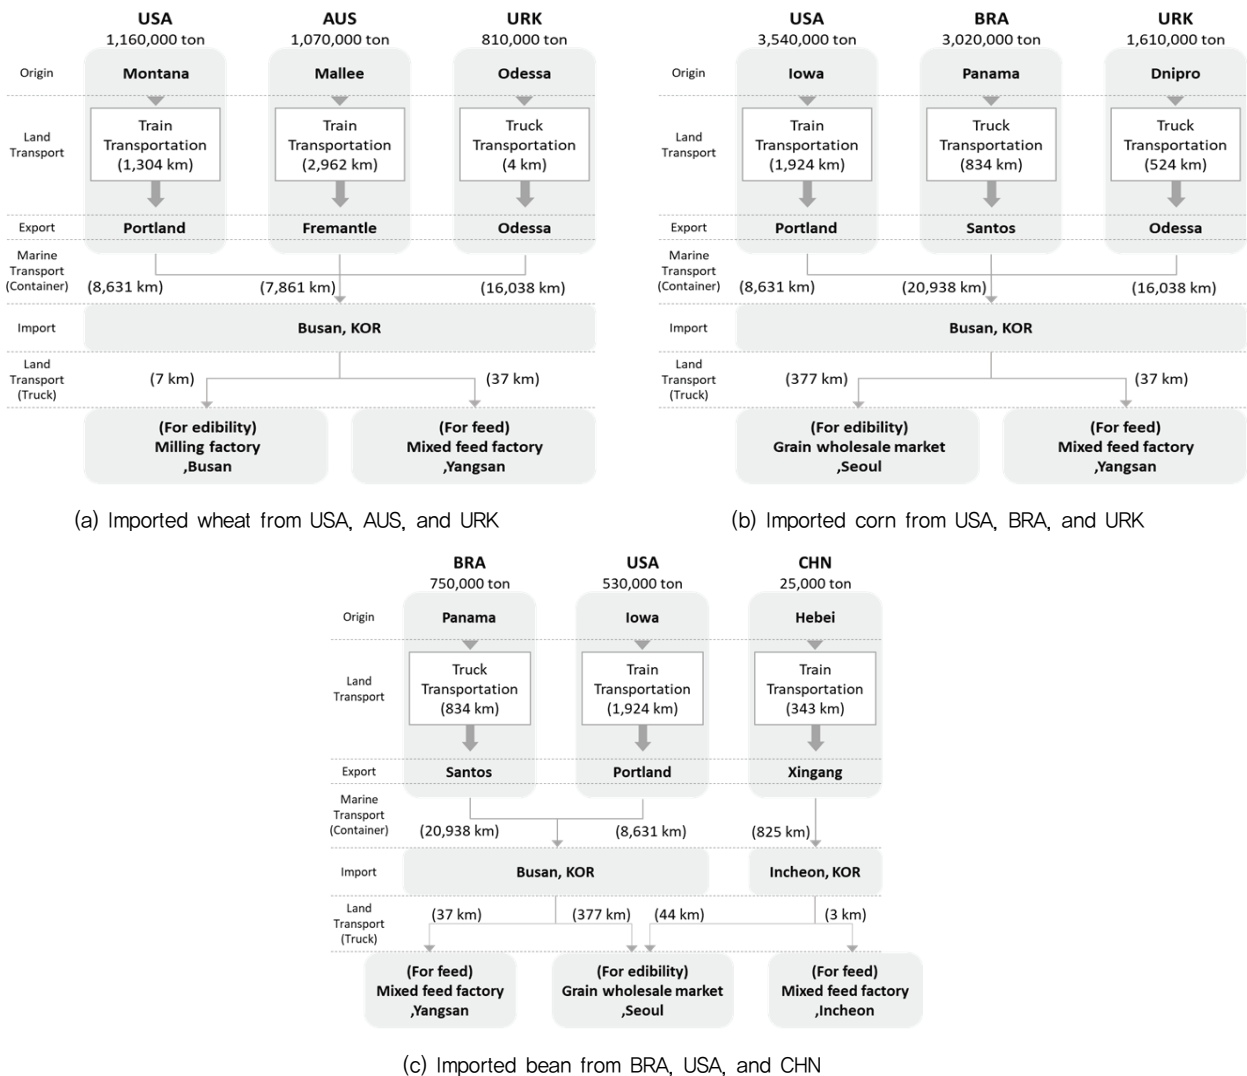 USA
1,160,000 ton
AUS
1,070,000 ton
URK
810,000 ton
Origin
Montana
Mallee
Odessa
Land
Transport
Train
Transportation
(1,304 km)
Train
Transportation
(2,962 km)
Truck
Transportation
(4 km)
Export
Portland
Fremantle
Odessa
Marine
Transport
(Container)
(8,631 km)
(7,861 km)
(16,038 km)
Import
Busan, KOR
Land
Transport
(Truck)
(7 km)
(37 km)
(For edibility)
Milling factory
,Busan
(For feed)
Mixed feed factory
,Yangsan
(a) Imported wheat from USA, AUS, and URK
USA
3,540,000 ton
BRA
3,020,000 ton
URK
1,610,000 ton
Origin
Iowa
Panama
Dnipro
Land
Transport
Train
Transportation
(1,924 km)
Truck
Transportation
(834 km)
Truck
Transportation
(524 km)
Export
Portland
Santos
Odessa
Marine
Transport
(Container)
(8,631 km)
(20,938 km)
(16,038 km)
Import
Busan, KOR
Land
Transport
(Truck)
(377 km)
(37 km)
(For edibility)
Grain wholesale market
,Seoul
(For feed)
Mixed feed factory
,Yangsan
(b) Imported corn from USA, BRA, and URK
BRA
750,000 ton
USA
530,000 ton
CHN
25,000 ton
Origin
Panama
Iowa
Hebei
Land
Transport
Truck
Transportation
(834 km)
Train
Transportation
(1,924 km)
Train
Transportation
(343 km)
Export
Santos
Portland
Xingang
Marine
Transport
(Container)
(20,938 km)
(8,631 km)
(825 km)
Import
Busan, KOR
Incheon, KOR
Land
Transport
(Truck)
(37 km)
(377 km)
(44 km)
(3 km)
(For feed)
Mixed feed factory
,Yangsan
(For edibility)
Grain wholesale market
,Seoul
(For feed)
Mixed feed factory
,Incheon
(c) Imported bean from BRA, USA, and CHN